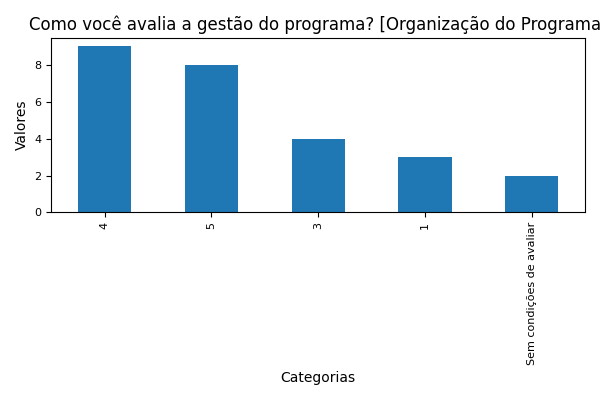 Como você avalia a gestão do programa? [Organização do Programa
Valores
8
6
4
2
0
4
5
3
1
Sem condições de avaliar
Categorias